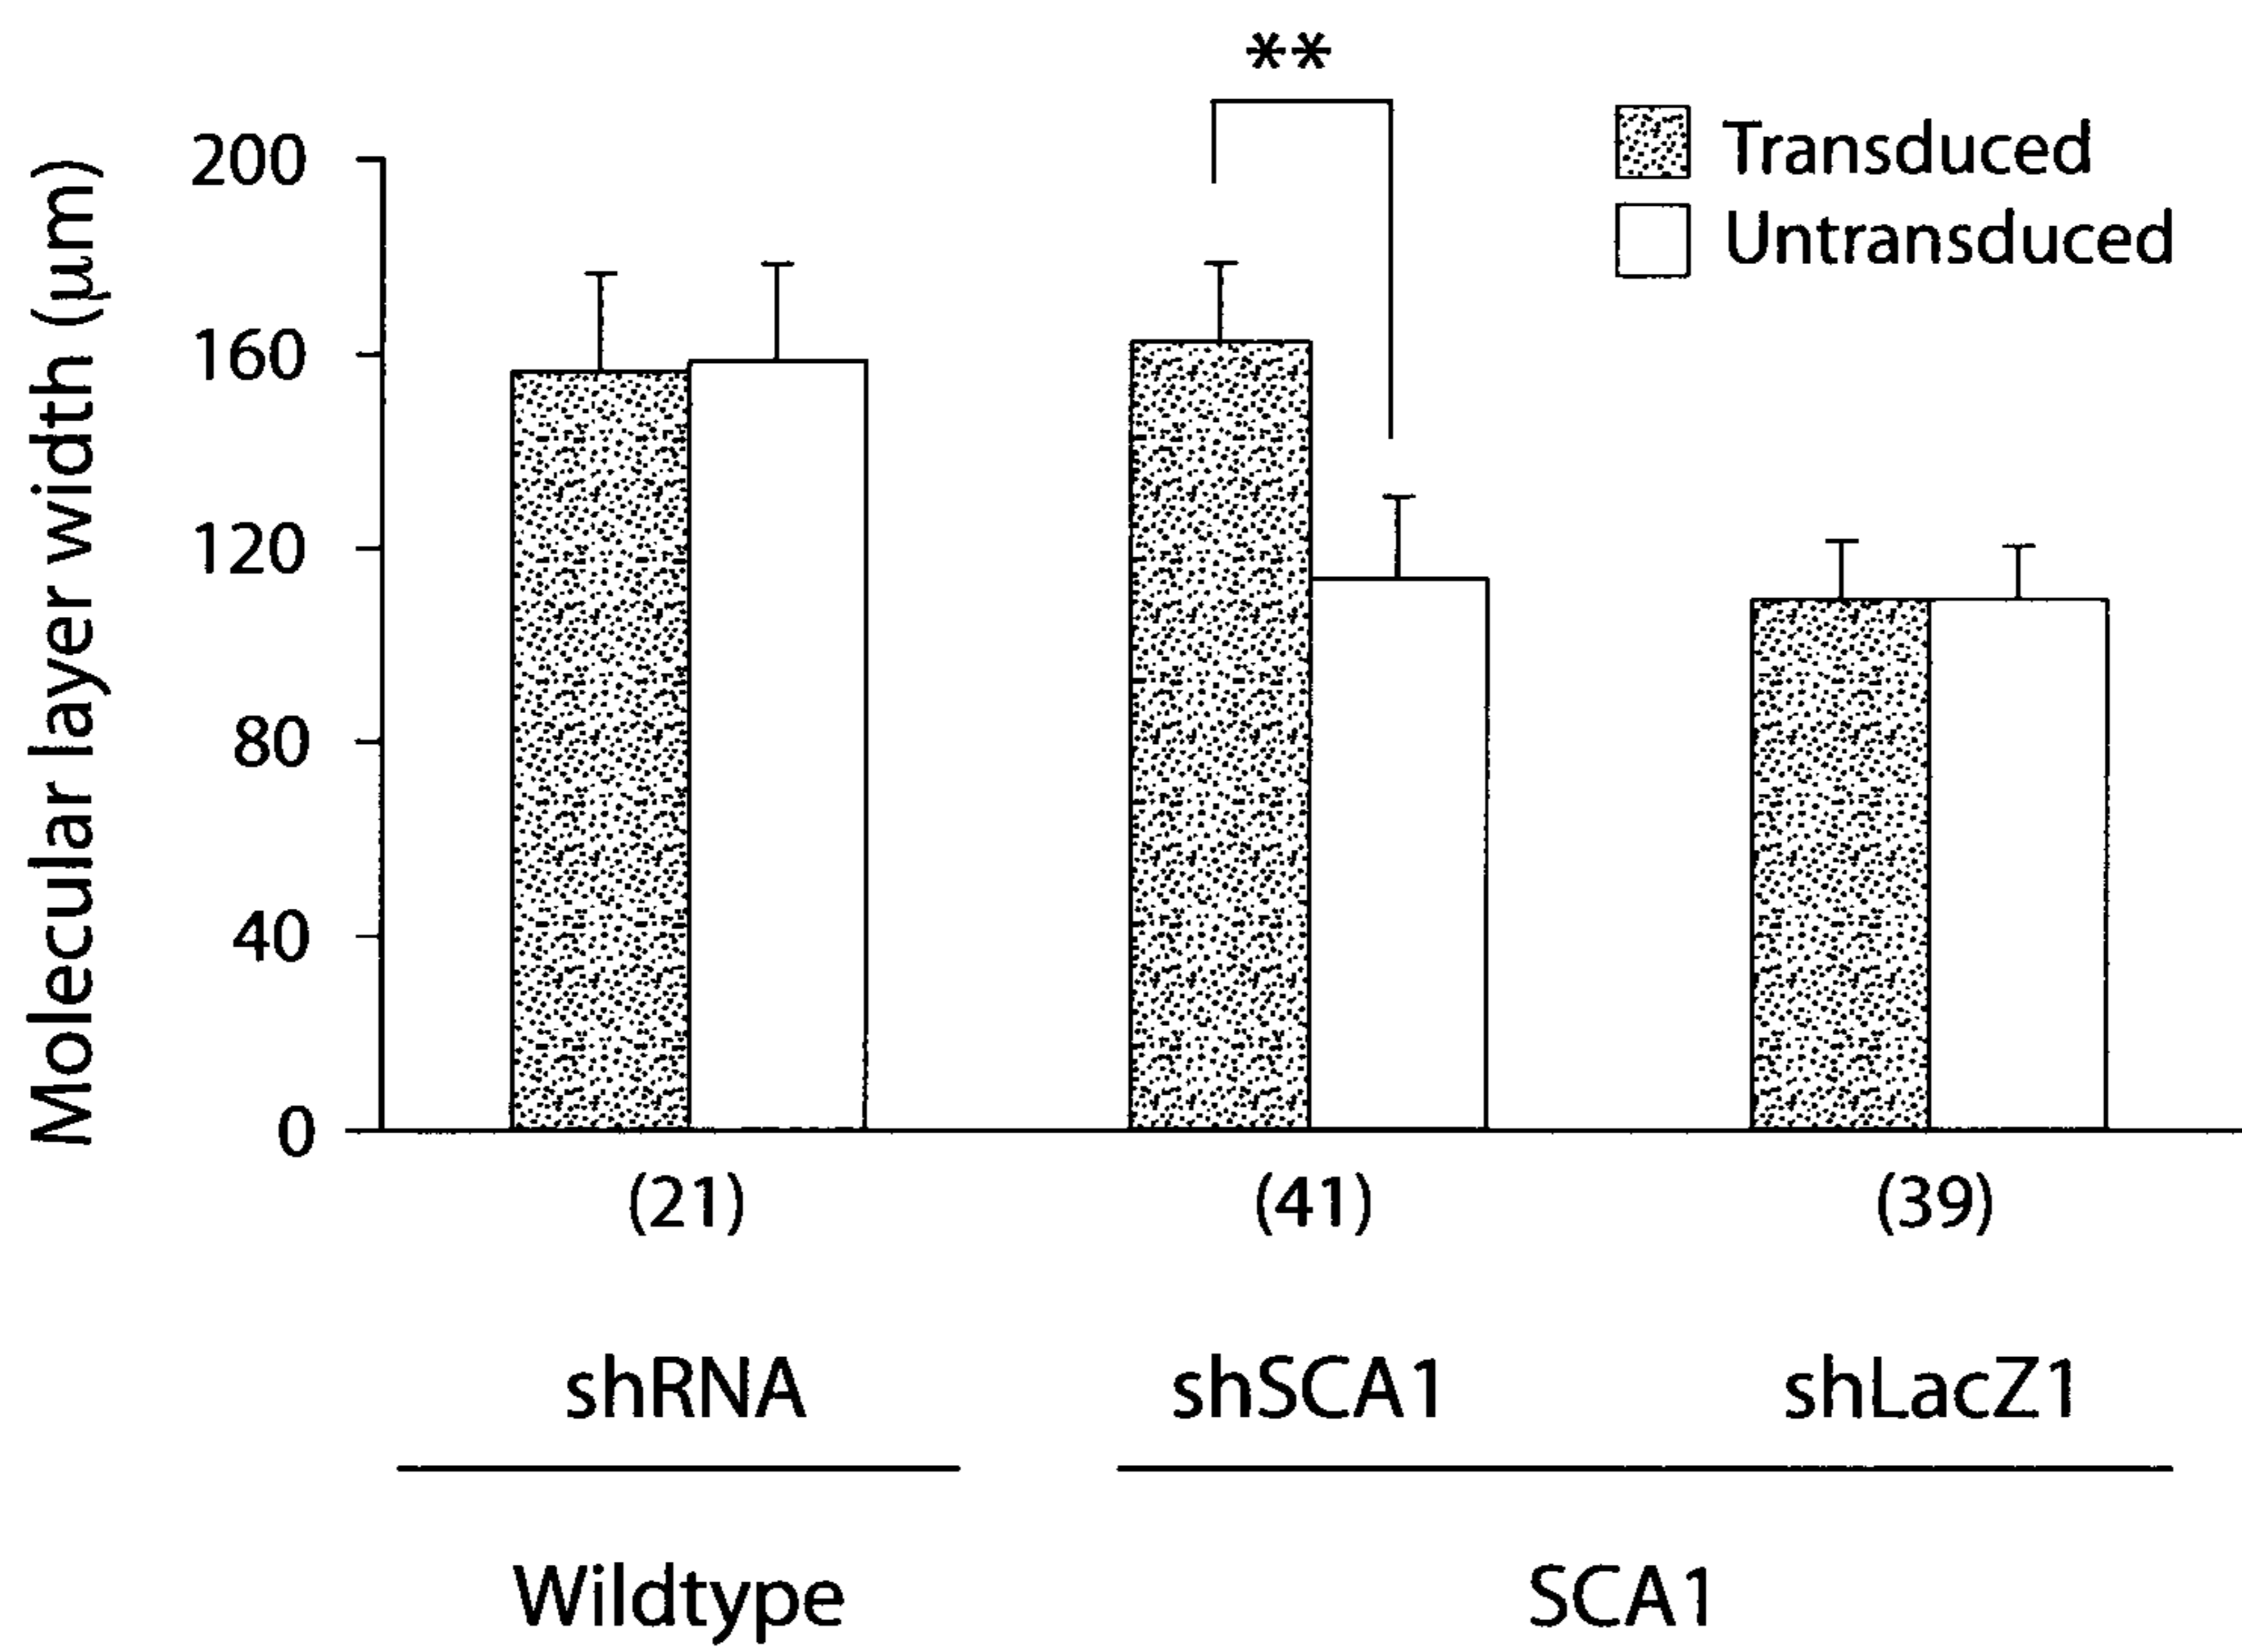 **
Transduced
Untransduced
Molecular layer width (μm)
200
160
120
80
40
0
(21) (41) (39)
shRNA shSCA1 shLacZ1
Wildtype SCA1